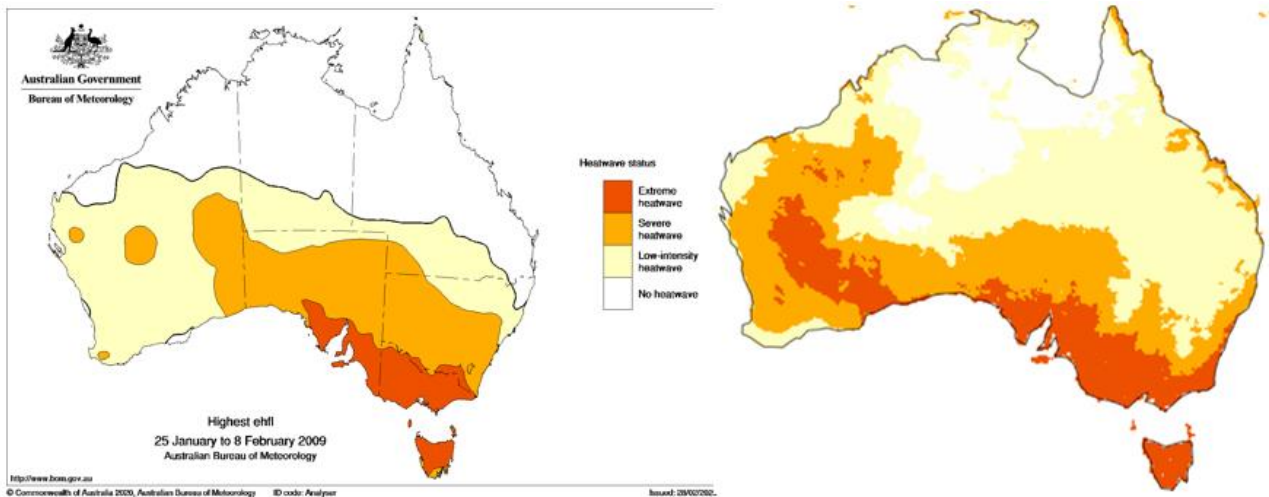 Australian Government
Bureau of Meteorology
Heatwave status
Extreme
heatwave
Severe
heatwave
Low-intensity
heatwave
No heatwave
Highest ehfI
25 January to 8 February 2009
Australian Bureau of Meteorology
http://www.bom.gov.au
© Commonwealth of Australia 2020, Australian Bureau of Meteorology ID code: Analyser Issued: